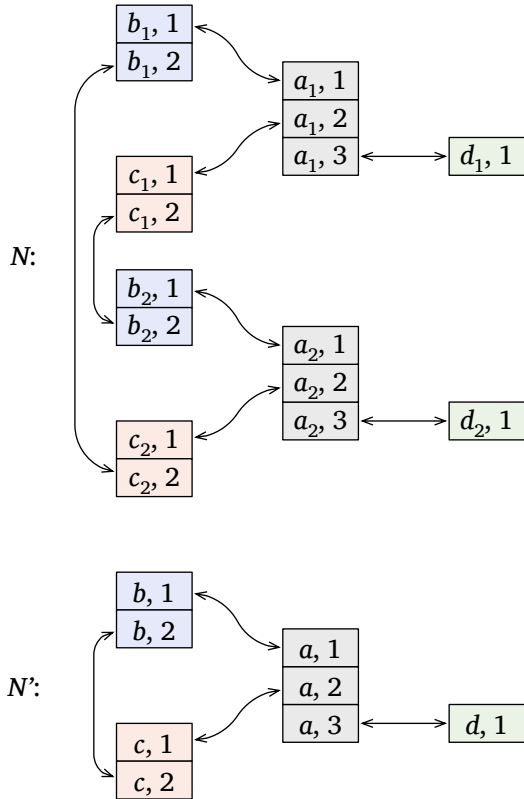 b₁, 1
b₁, 2
a₁, 1
a₁, 2
a₁, 3
d₁, 1
c₁, 1
c₁, 2
N:
b₂, 1
b₂, 2
a₂, 1
a₂, 2
a₂, 3
d₂, 1
c₂, 1
c₂, 2
b, 1
b, 2
a, 1
a, 2
a, 3
d, 1
N’:
c, 1
c, 2